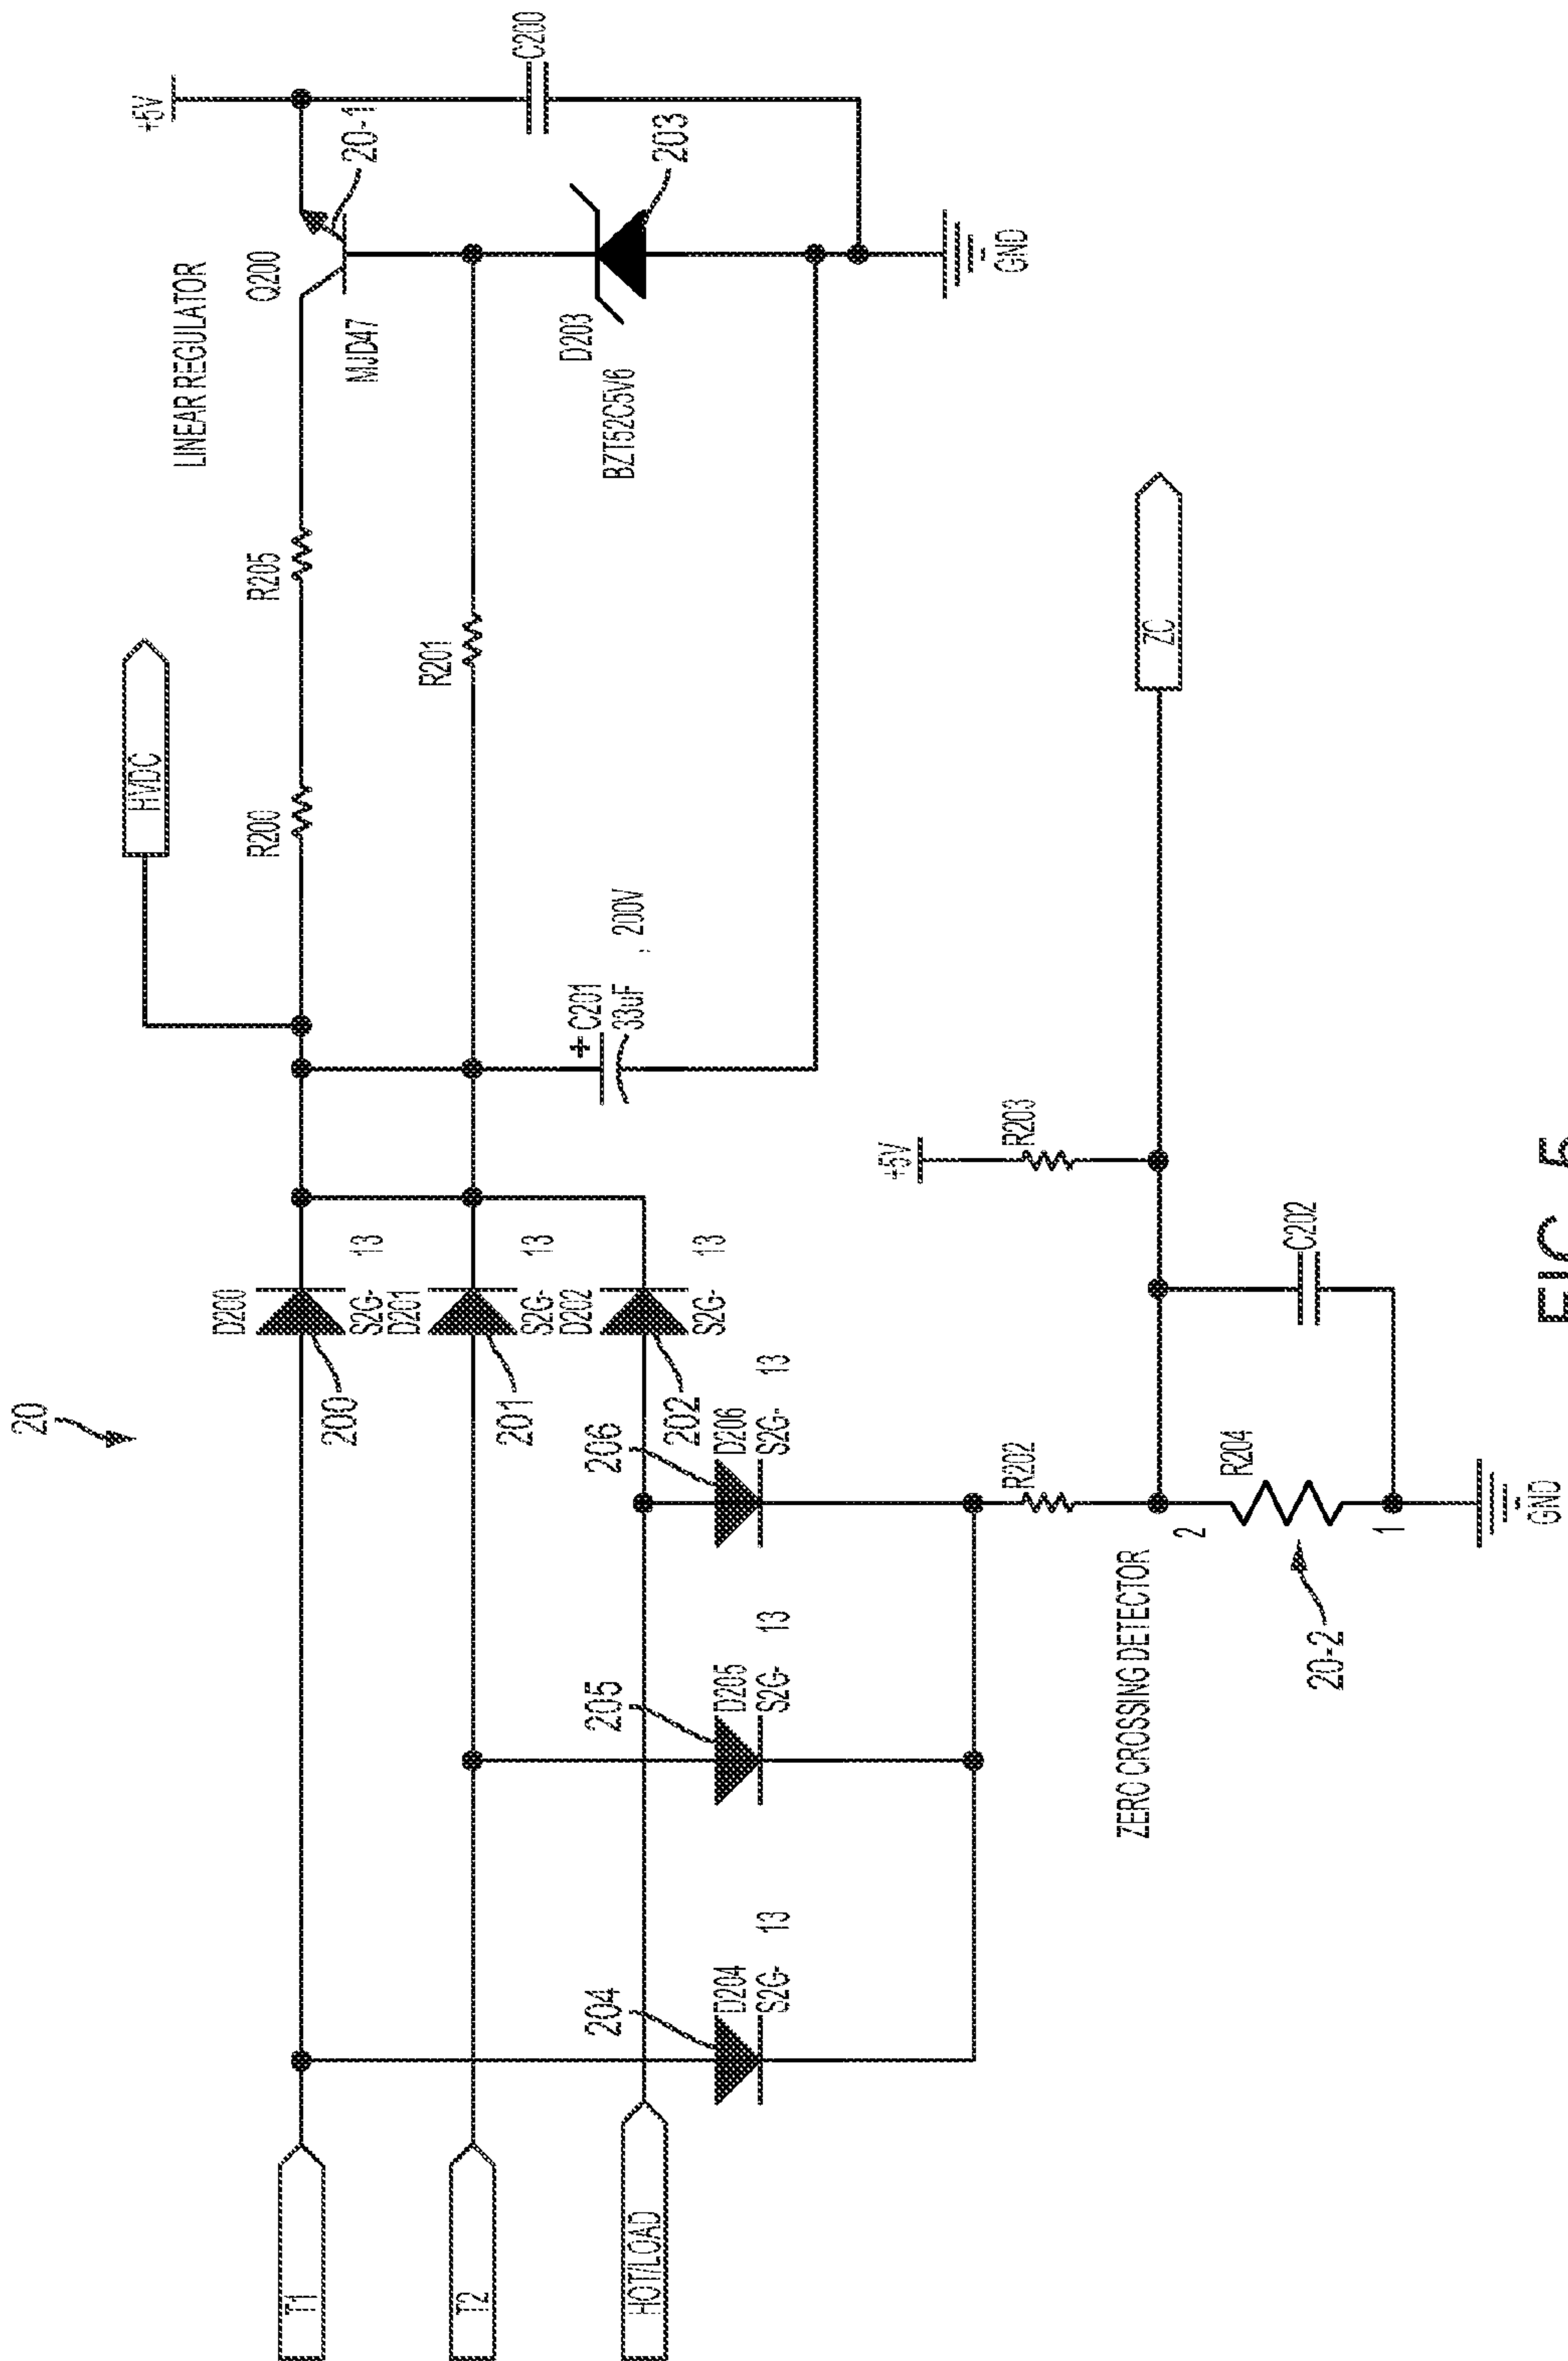 20
HVDC
LINEAR REGULATOR
+5V
T1
D200
S2G- 13
200
R200
R205
Q200
MJD47
20-1
T2
D201
S2G- 13
201
R201
HOT/LOAD
D202
S2G- 13
202
+
C201
33uF , 200V
D203
BZT52C5V6
203
C200
GND
204
D204
S2G- 13
205
D205
S2G- 13
206
D206
S2G- 13
+5V
R203
R202
ZERO CROSSING DETECTOR
ZC
2
R204
1
20-2
C202
GND
FIG. 5